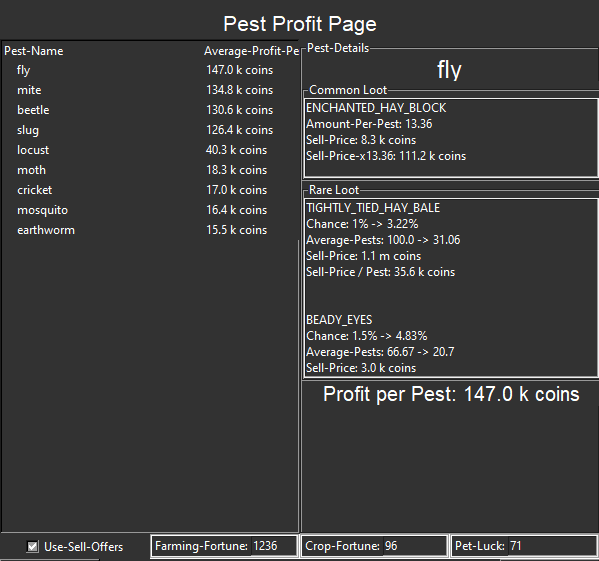 Pest Profit Page
Pest-Name Average-Profit-Pe
fly 147.0 k coins
mite 134.8 k coins
beetle 130.6 k coins
slug 126.4 k coins
locust 40.3 k coins
moth 18.3 k coins
cricket 17.0 k coins
mosquito 16.4 k coins
earthworm 15.5 k coins
Pest-Details
fly
Common Loot
ENCHANTED_HAY_BLOCK
Amount-Per-Pest: 13.36
Sell-Price: 8.3 k coins
Sell-Price-x13.36: 111.2 k coins
Rare Loot
TIGHTLY_TIED_HAY_BALE
Chance: 1% -> 3.22%
Average-Pests: 100.0 -> 31.06
Sell-Price: 1.1 m coins
Sell-Price / Pest: 35.6 k coins
BEADY_EYES
Chance: 1.5% -> 4.83%
Average-Pests: 66.67 -> 20.7
Sell-Price: 3.0 k coins
Profit per Pest: 147.0 k coins
Use-Sell-Offers
Farming-Fortune: 1236
Crop-Fortune: 96
Pet-Luck: 71